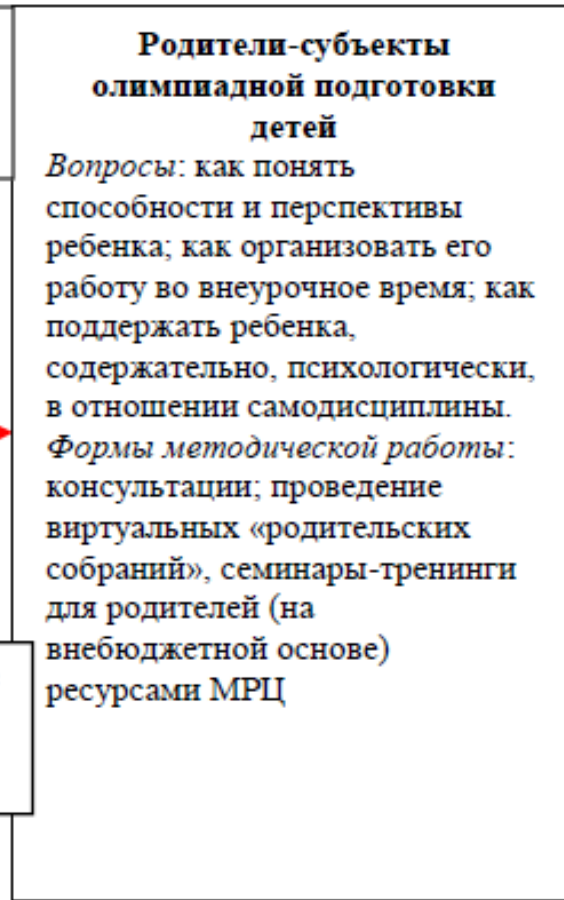 Родители-субъекты
олимпиадной подготовки
детей
Вопросы: как понять
способности и перспективы
ребенка; как организовать его
работу во внеурочное время; как
поддержать ребенка,
содержательно, психологически,
в отношении самодисциплины.
Формы методической работы:
консультации; проведение
виртуальных «родительских
собраний», семинары-тренинги
для родителей (на
внебюджетной основе)
ресурсами МРЦ